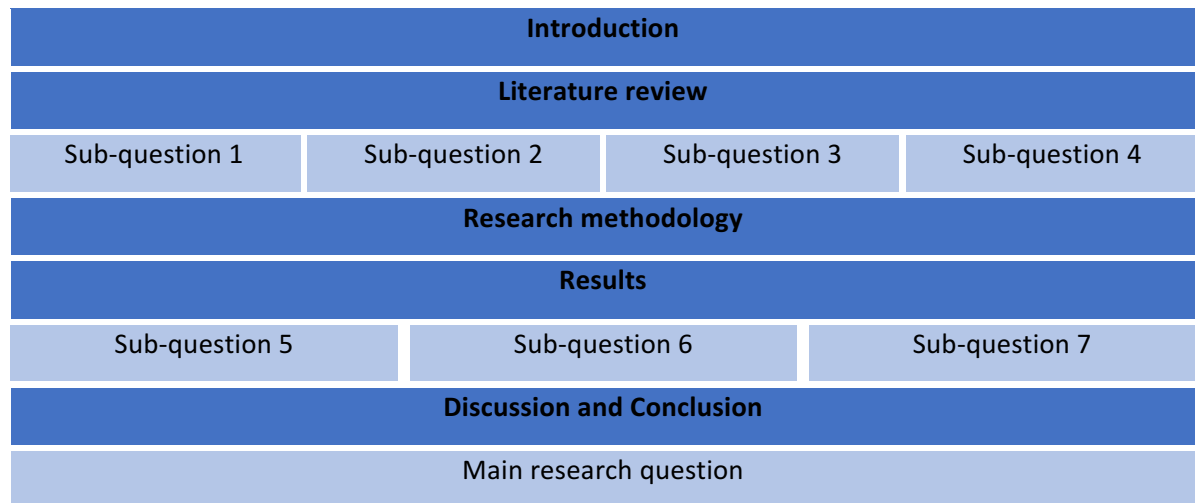 Introduction
Literature review
Sub-question 1 Sub-question 2 Sub-question 3 Sub-question 4
Research methodology
Results
Sub-question 5 Sub-question 6 Sub-question 7
Discussion and Conclusion
Main research question